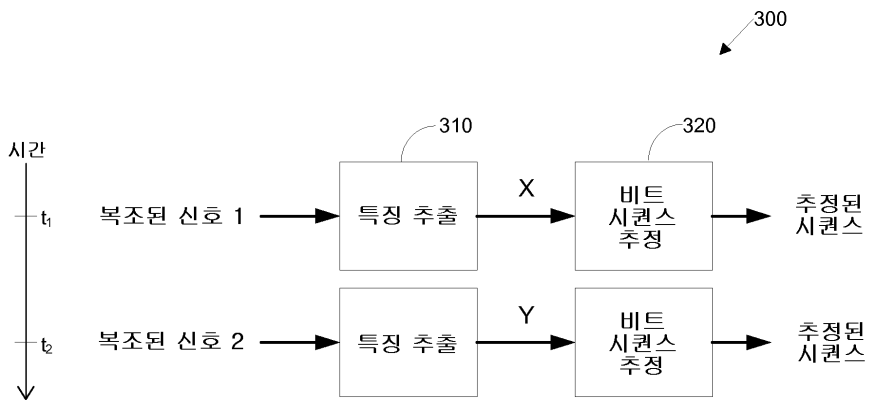 300
310
320
시간
X
t₁
복조된 신호 1
특징 추출
비트
시퀀스
추정
추정된
시퀀스
Y
t₂
복조된 신호 2
특징 추출
비트
시퀀스
추정
추정된
시퀀스